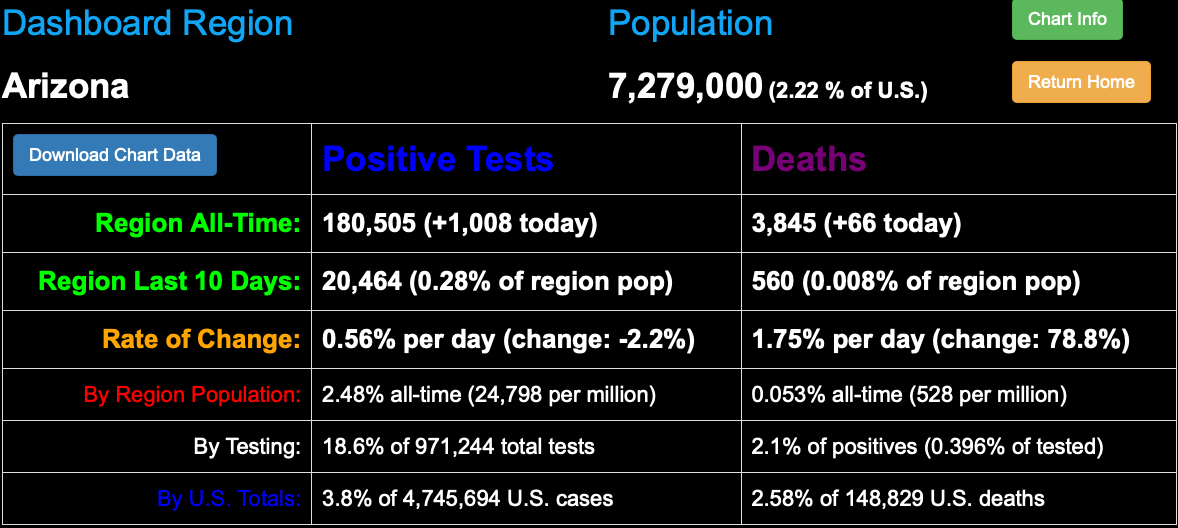 Dashboard Region
Population
Chart Info
Arizona
7,279,000 (2.22 % of U.S.)
Return Home
Download Chart Data
Positive Tests
Deaths
Region All-Time:
180,505 (+1,008 today)
3,845 (+66 today)
Region Last 10 Days:
20,464 (0.28% of region pop)
560 (0.008% of region pop)
Rate of Change:
0.56% per day (change: -2.2%)
1.75% per day (change: 78.8%)
By Region Population:
2.48% all-time (24,798 per million)
0.053% all-time (528 per million)
By Testing:
18.6% of 971,244 total tests
2.1% of positives (0.396% of tested)
By U.S. Totals:
3.8% of 4,745,694 U.S. cases
2.58% of 148,829 U.S. deaths